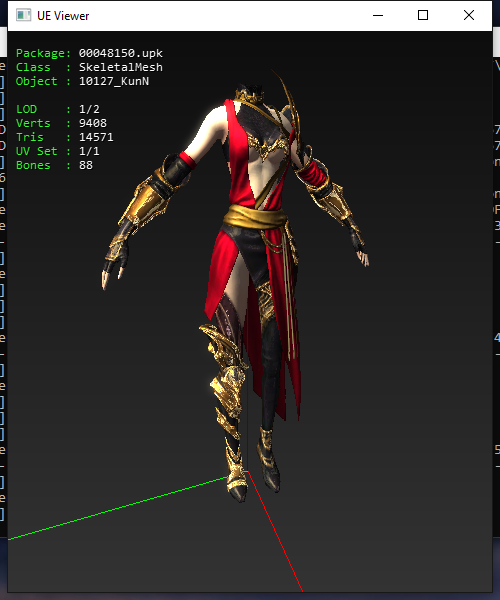 UE Viewer
Package: 00048150.upk
Class : SkeletalMesh
Object : 10127_KunN
LOD : 1/2
Verts : 9408
Tris : 14571
UV Set : 1/1
Bones : 88